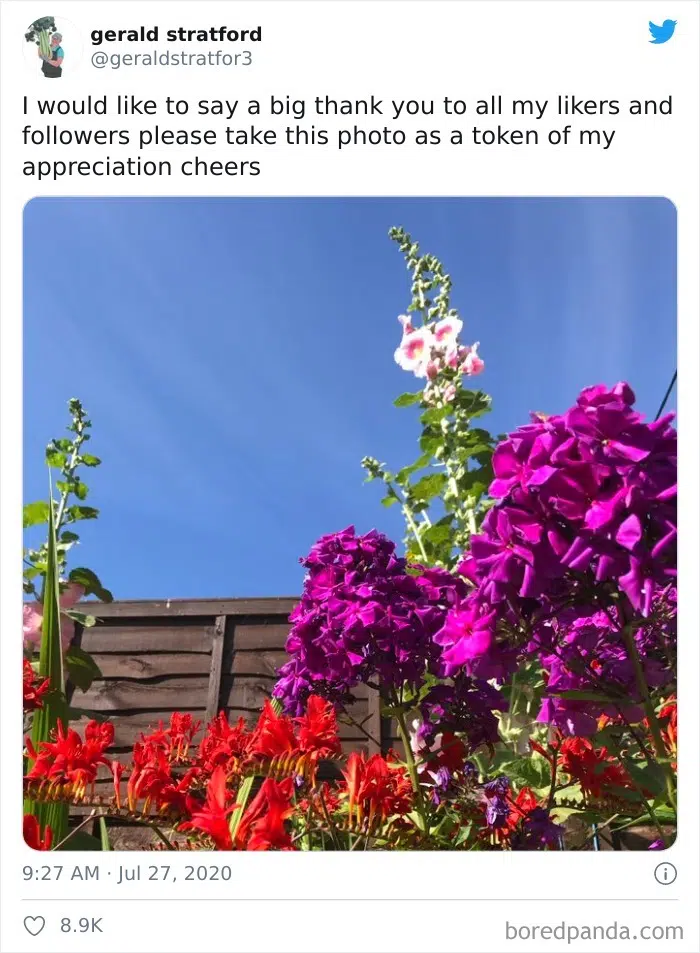 gerald stratford
@geraldstratfor3
I would like to say a big thank you to all my likers and
followers please take this photo as a token of my
appreciation cheers
9:27 AM · Jul 27, 2020
8.9K
boredpanda.com